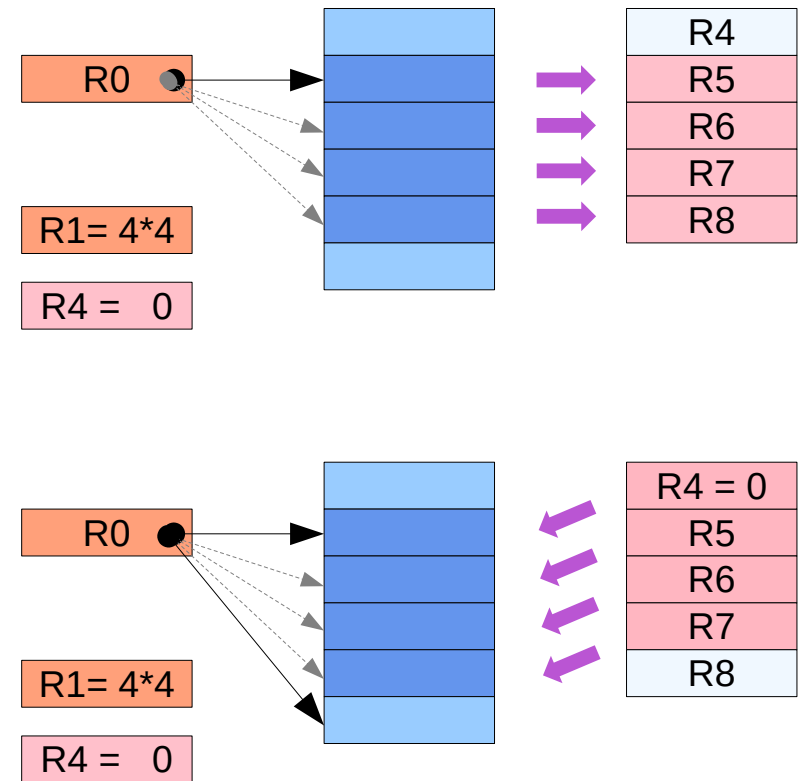 R0
R1= 4*4
R4 = 0
R4
R5
R6
R7
R8
R0
R1= 4*4
R4 = 0
R4 = 0
R5
R6
R7
R8